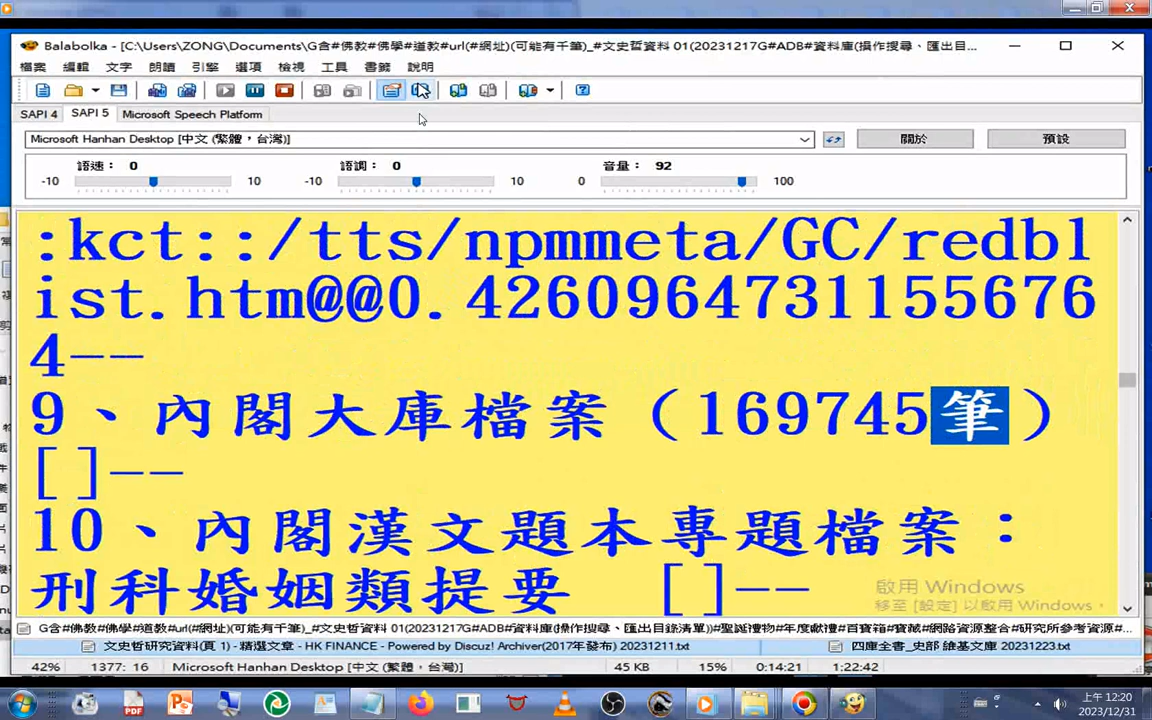 Balabolka - [C:\Users\ZONG\Documents\G含#佛教#佛學#道教#url(#網址)(可能有千筆)_#文史哲資料 01(20231217G#ADB#資料庫(操作搜尋、匯出目...
檔案 編輯 文字 朗讀 引擎 選項 檢視 工具 書籤 說明
SAPI 4 SAPI 5 Microsoft Speech Platform
Microsoft Hanhan Desktop [中文 (繁體，台灣)] 關於 預設
語速： 0 語調： 0 音量： 92
-10 10 -10 10 0 100
:kct::/tts/npmmeta/GC/redbl
ist.htm@@0.4260964731155676
4--
9、內閣大庫檔案（169745筆）
[]--
10、內閣漢文題本專題檔案：
刑科婚姻類提要 []--
啟用 Windows
移至 [設定] 以啟用 Windows。
G含#佛教#佛學#道教#url(#網址)(可能有千筆)_#文史哲資料 01(20231217G#ADB#資料庫(操作搜尋、匯出目錄清單))#聖誕禮物#年度獻禮#百寶箱#寶藏#網路資源整合#研究所參考資源#...
文史哲研究資料(頁 1) - 精選文章 - HK FINANCE - Powered by Discuz! Archiver(2017年發布) 20231211.txt 四庫全書_史部 維基文庫 20231223.txt
42% 1377: 16 Microsoft Hanhan Desktop [中文 (繁體，台灣)] 45 KB 15% 0:14:21 1:22:42
上午 12:20
2023/12/31